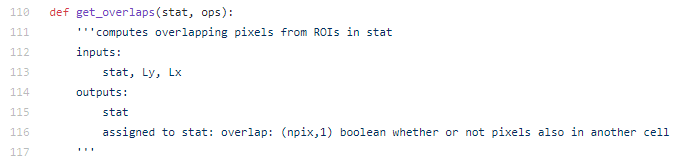 110 def get_overlaps(stat, ops):
111     '''computes overlapping pixels from ROIs in stat
112     inputs:
113         stat, Ly, Lx
114     outputs:
115         stat
116         assigned to stat: overlap: (npix,1) boolean whether or not pixels also in another cell
117     '''